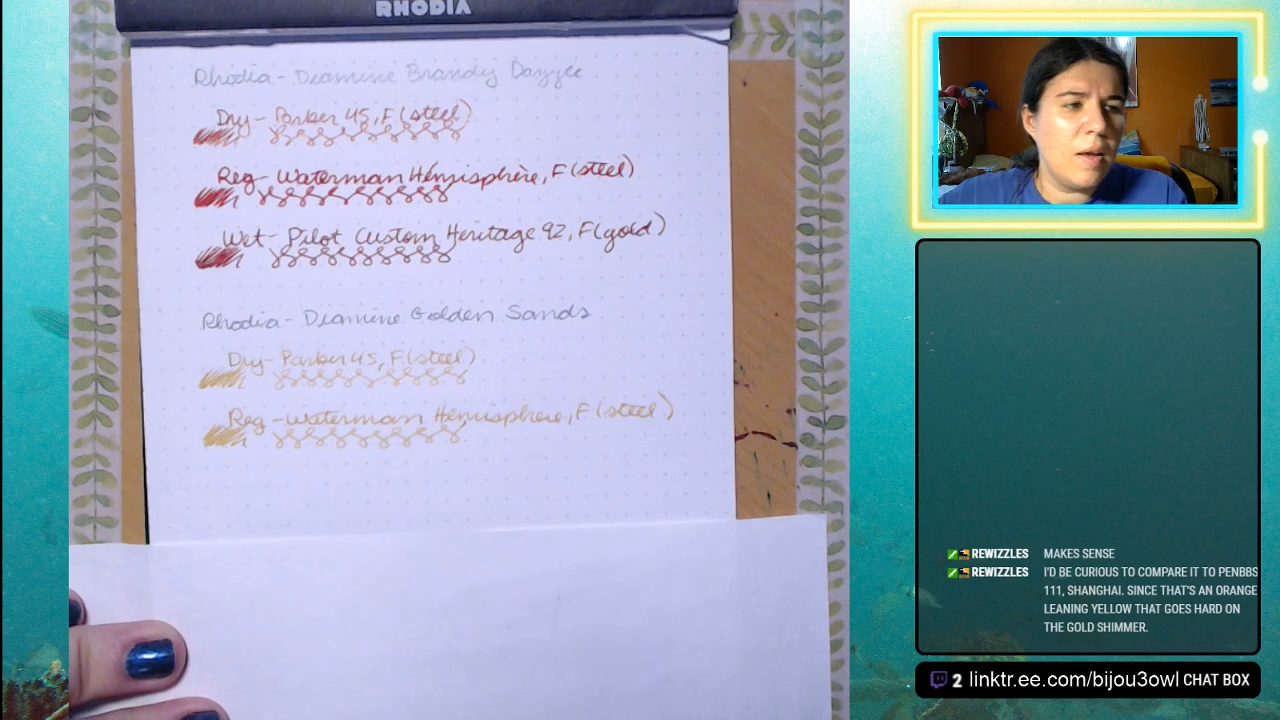 RHODIA
Rhodia - Diamine Brandy Dazzle
Dry - Parker 45, F (steel)
Reg - Waterman Hémisphère, F (steel)
Wet - Pilot Custom Heritage 92, F (gold)
Rhodia - Diamine Golden Sands
Dry - Parker 45, F (steel)
Reg - Waterman Hémisphère, F (steel)
REWIZZLES MAKES SENSE
REWIZZLES I'D BE CURIOUS TO COMPARE IT TO PENBBS
111, SHANGHAI. SINCE THAT'S AN ORANGE
LEANING YELLOW THAT GOES HARD ON
THE GOLD SHIMMER.
2 linktr.ee.com/bijou3owl CHAT BOX